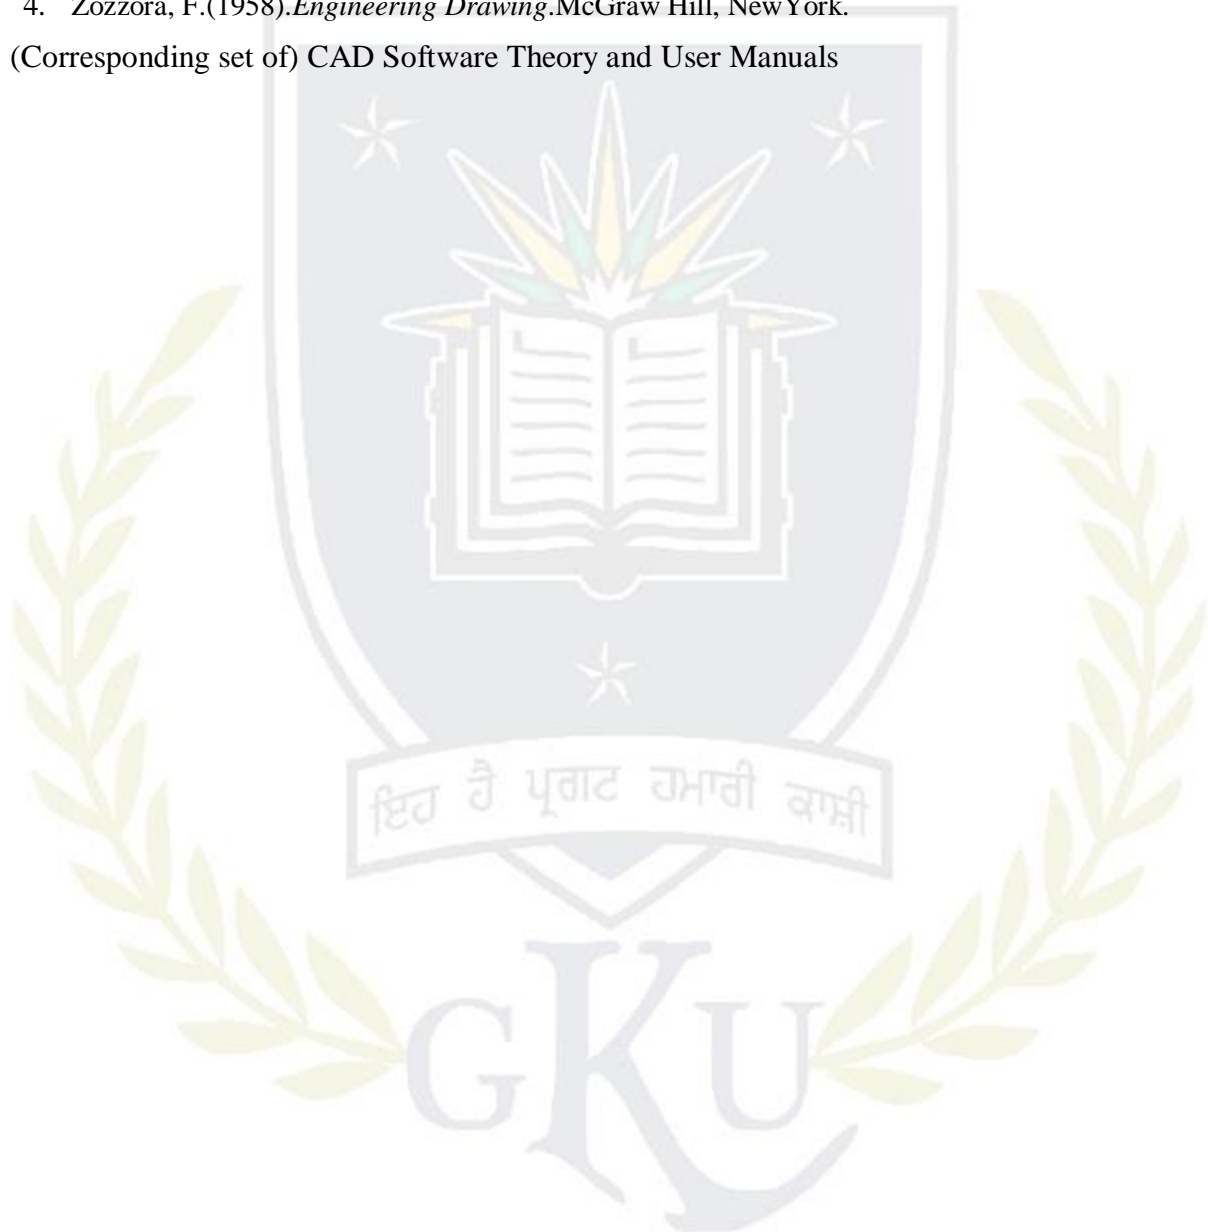 4. Zozzora, F.(1958).Engineering Drawing.McGraw Hill, NewYork.
(Corresponding set of) CAD Software Theory and User Manuals
ਇਹ ਹੈ ਪ੍ਰਗਟ ਹਮਾਰੀ ਕਾਸ਼ੀ
GKU